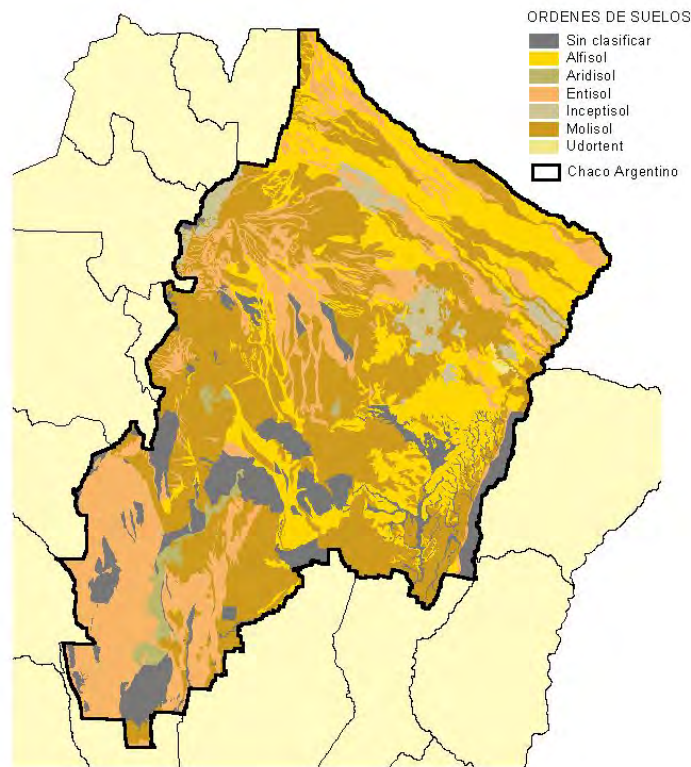 ORDENES DE SUELOS
Sin clasificar
Alfisol
Aridisol
Entisol
Inceptisol
Molisol
Udortent
Chaco Argentino